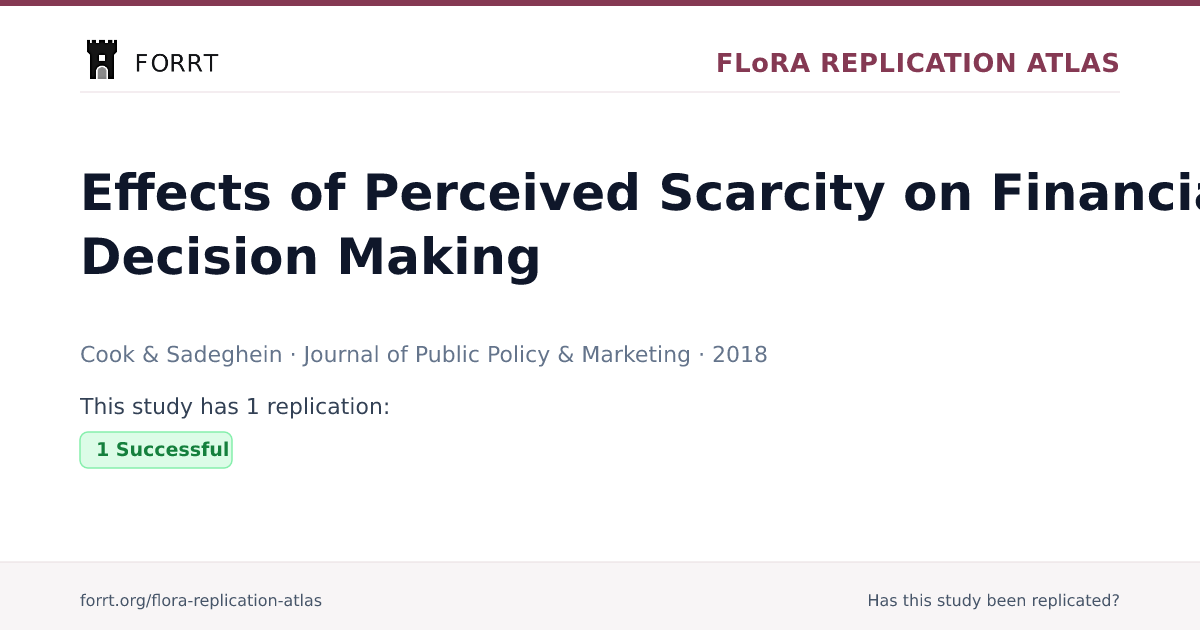 FORRT
FLoRA REPLICATION ATLAS
Effects of Perceived Scarcity on Financia
Decision Making
Cook & Sadeghein · Journal of Public Policy & Marketing · 2018
This study has 1 replication:
1 Successful
forrt.org/flora-replication-atlas
Has this study been replicated?